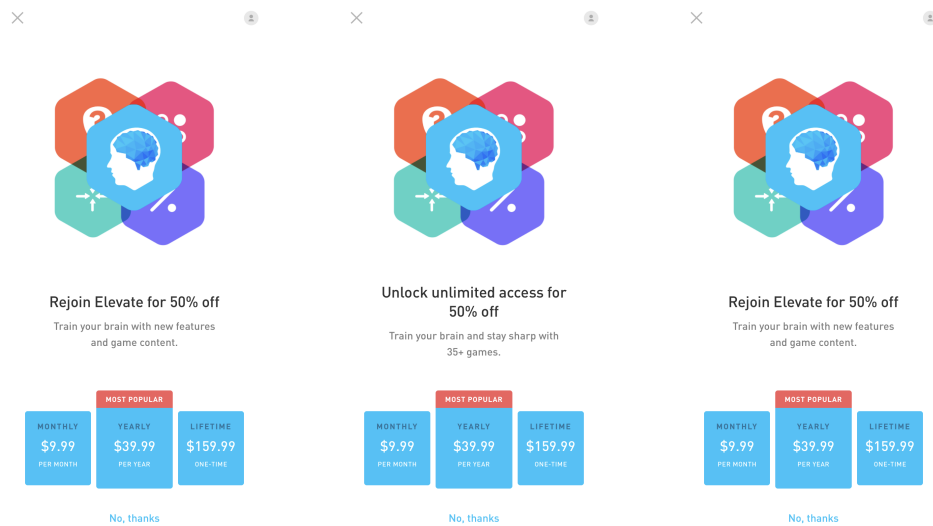 Rejoin Elevate for 50% off
Train your brain with new features
and game content.
MOST POPULAR
MONTHLY
$9.99
PER MONTH
YEARLY
$39.99
PER YEAR
LIFETIME
$159.99
ONE-TIME
No, thanks
Unlock unlimited access for
50% off
Train your brain and stay sharp with
35+ games.
MOST POPULAR
MONTHLY
$9.99
PER MONTH
YEARLY
$39.99
PER YEAR
LIFETIME
$159.99
ONE-TIME
No, thanks
Rejoin Elevate for 50% off
Train your brain with new features
and game content.
MOST POPULAR
MONTHLY
$9.99
PER MONTH
YEARLY
$39.99
PER YEAR
LIFETIME
$159.99
ONE-TIME
No, thanks